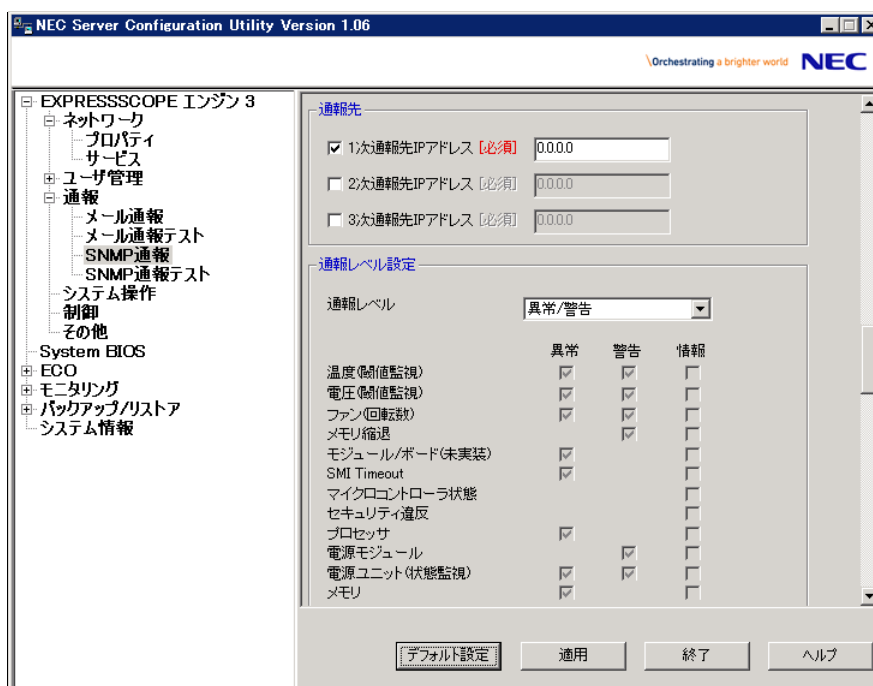 NEC Server Configuration Utility Version 1.06
\Orchestrating a brighter world NEC
EXPRESSSCOPE エンジン 3
ネットワーク
プロパティ
サービス
ユーザ管理
通報
メール通報
メール通報テスト
SNMP通報
SNMP通報テスト
システム操作
制御
その他
System BIOS
ECO
モニタリング
バックアップ/リストア
システム情報
通報先
1次通報先IPアドレス [必須] 0.0.0.0
2次通報先IPアドレス [必須] 0.0.0.0
3次通報先IPアドレス [必須] 0.0.0.0
通報レベル設定
通報レベル 異常/警告
異常 警告 情報
温度(閾値監視)
電圧(閾値監視)
ファン(回転数)
メモリ縮退
モジュール/ボード(未実装)
SMI Timeout
マイクロコントローラ状態
セキュリティ違反
プロセッサ
電源モジュール
電源ユニット(状態監視)
メモリ
デフォルト設定 適用 終了 ヘルプ